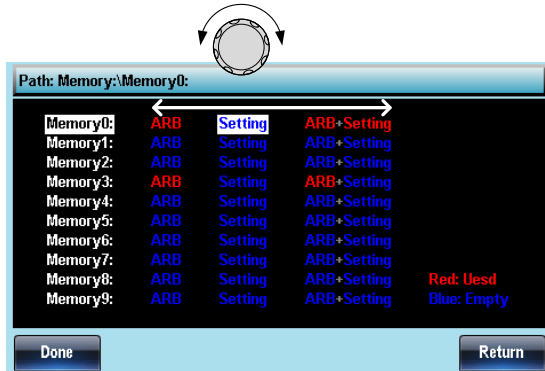 Path: Memory:\Memory0:
Memory0: ARB Setting ARB+Setting
Memory1: ARB Setting ARB+Setting
Memory2: ARB Setting ARB+Setting
Memory3: ARB Setting ARB+Setting
Memory4: ARB Setting ARB+Setting
Memory5: ARB Setting ARB+Setting
Memory6: ARB Setting ARB+Setting
Memory7: ARB Setting ARB+Setting
Memory8: ARB Setting ARB+Setting Red: Uesd
Memory9: ARB Setting ARB+Setting Blue: Empty
Done Return